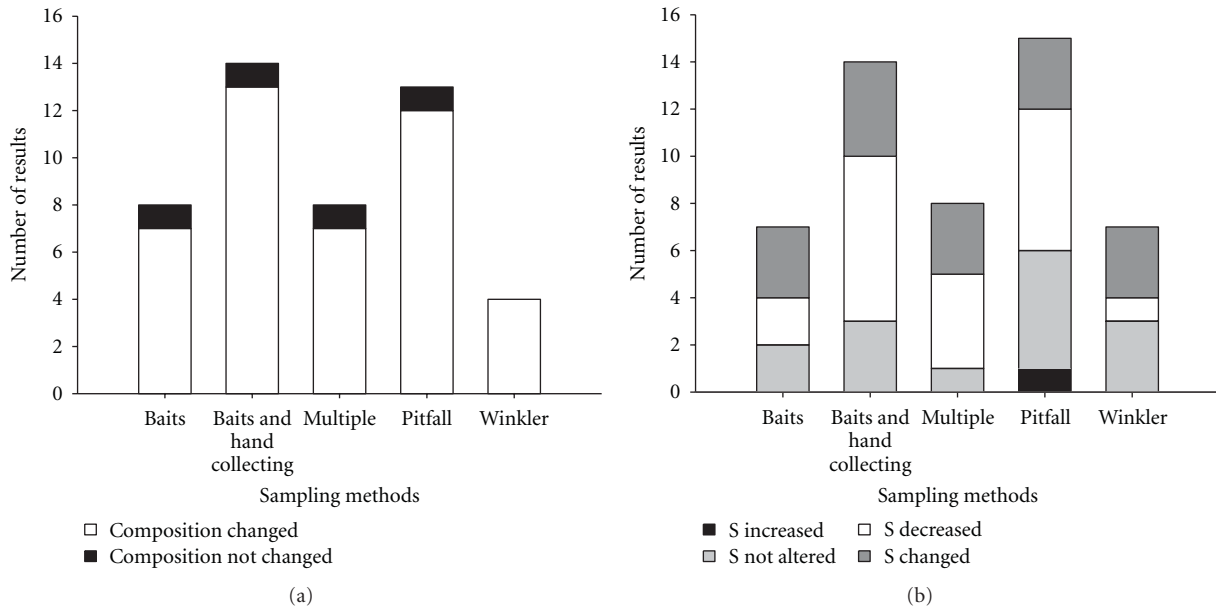 16
14
12
10
8
6
4
2
0
Number of results
Baits
Baits and
hand
collecting
Multiple
Pitfall
Winkler
Sampling methods
Composition changed
Composition not changed
(a)
16
14
12
10
8
6
4
2
0
Number of results
Baits
Baits and
hand
collecting
Multiple
Pitfall
Winkler
Sampling methods
S increased
S decreased
S not altered
S changed
(b)